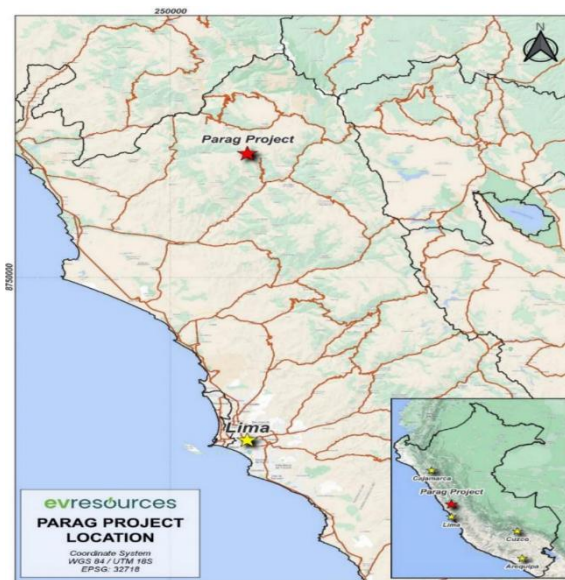 250000
N
Parag Project
8750000
Lima
evresources
PARAG PROJECT
LOCATION
Coordinate System
WGS 84 / UTM 18S
EPSG: 32718
Cajamarca
Parag Project
Lima
Cuzco
Arequipa